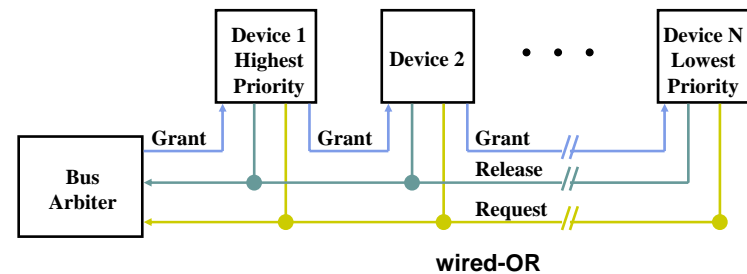 Device 1
Highest
Priority
Device 2
Device N
Lowest
Priority
Grant
Grant
Grant
Bus
Arbiter
Release
Request
wired-OR